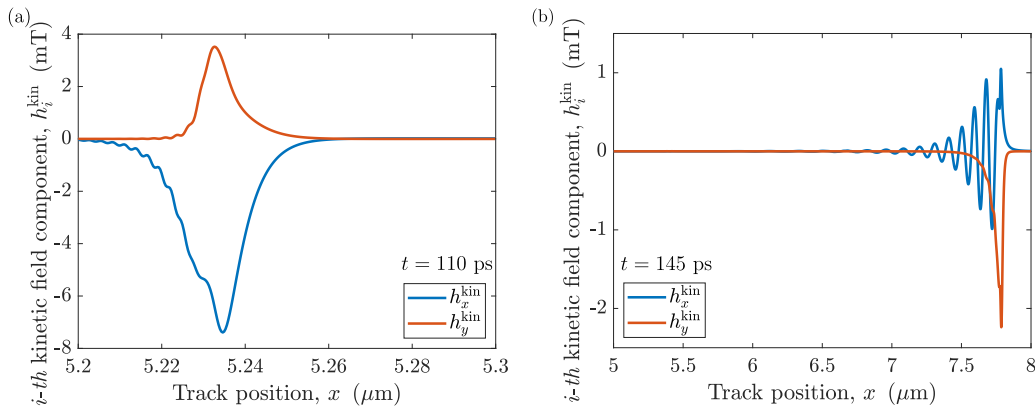 (a)
i-th kinetic field component, h_i^kin (mT)
4
2
0
-2
-4
-6
-8
t = 110 ps
h_x^kin
h_y^kin
5.2
5.22
5.24
5.26
5.28
5.3
Track position, x (μm)
(b)
i-th kinetic field component, h_i^kin (mT)
1
0
-1
-2
t = 145 ps
h_x^kin
h_y^kin
5
5.5
6
6.5
7
7.5
8
Track position, x (μm)